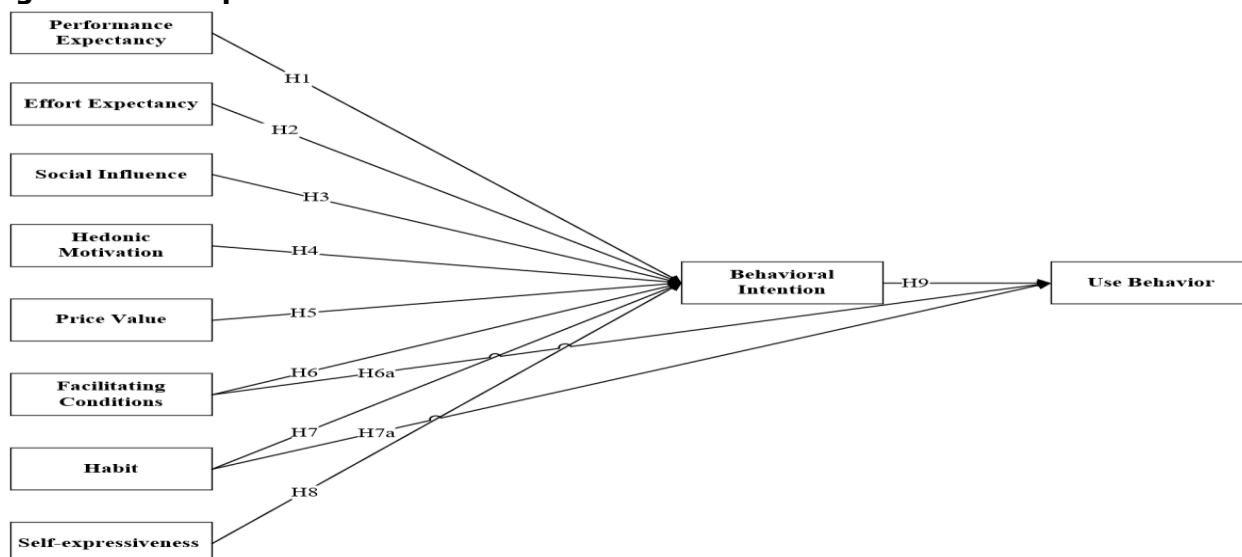 Performance
Expectancy
H1
Effort Expectancy
H2
Social Influence
H3
Hedonic
Motivation
H4
Behavioral
Intention
H9
Use Behavior
Price Value
H5
Facilitating
Conditions
H6
H6a
Habit
H7
H7a
H8
Self-expressiveness